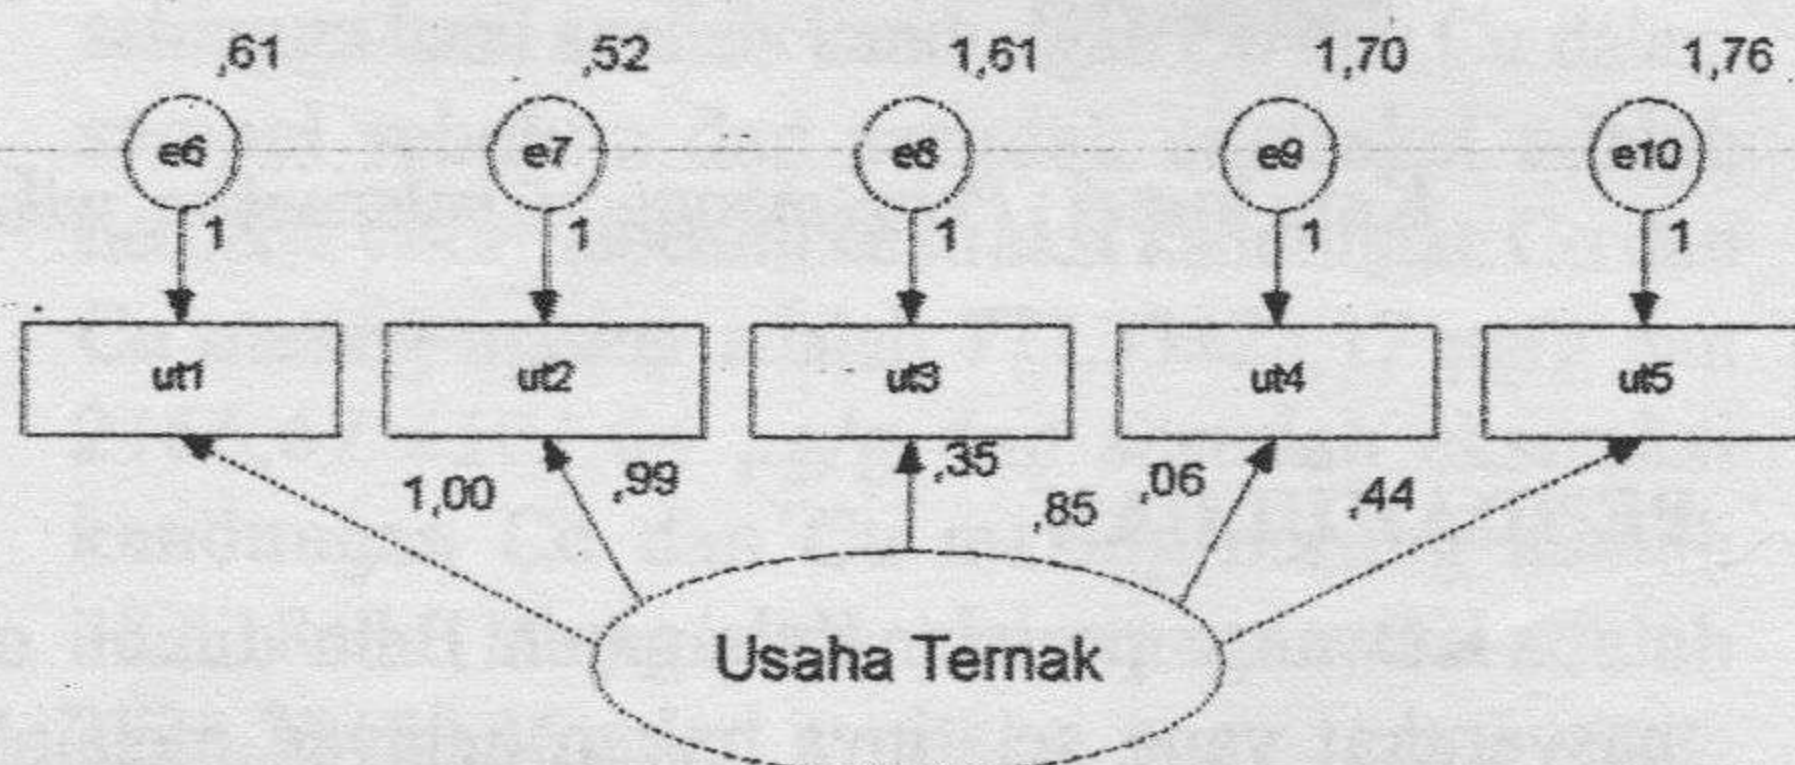 ,61 ,52 1,61 1,70 1,76
e6 e7 e8 e9 e10
1 1 1 1 1
ut1 ut2 ut3 ut4 ut5
1,00 ,99 ,35 ,85 ,06 ,44
Usaha Ternak